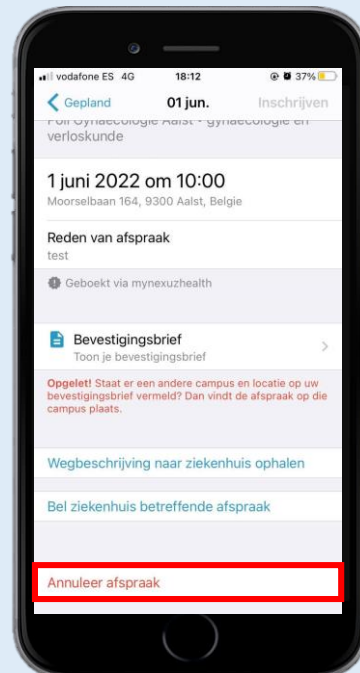 vodafone ES 4G 18:12 37%
Gepland 01 jun. Inschrijven
Poli Gynaecologie Aalst - gynaecologie en
verloskunde
1 juni 2022 om 10:00
Moorselbaan 164, 9300 Aalst, Belgie
Reden van afspraak
test
Geboekt via mynexuzhealth
Bevestigingsbrief
Toon je bevestigingsbrief
Opgelet! Staat er een andere campus en locatie op uw
bevestigingsbrief vermeld? Dan vindt de afspraak op die
campus plaats.
Wegbeschrijving naar ziekenhuis ophalen
Bel ziekenhuis betreffende afspraak
Annuleer afspraak